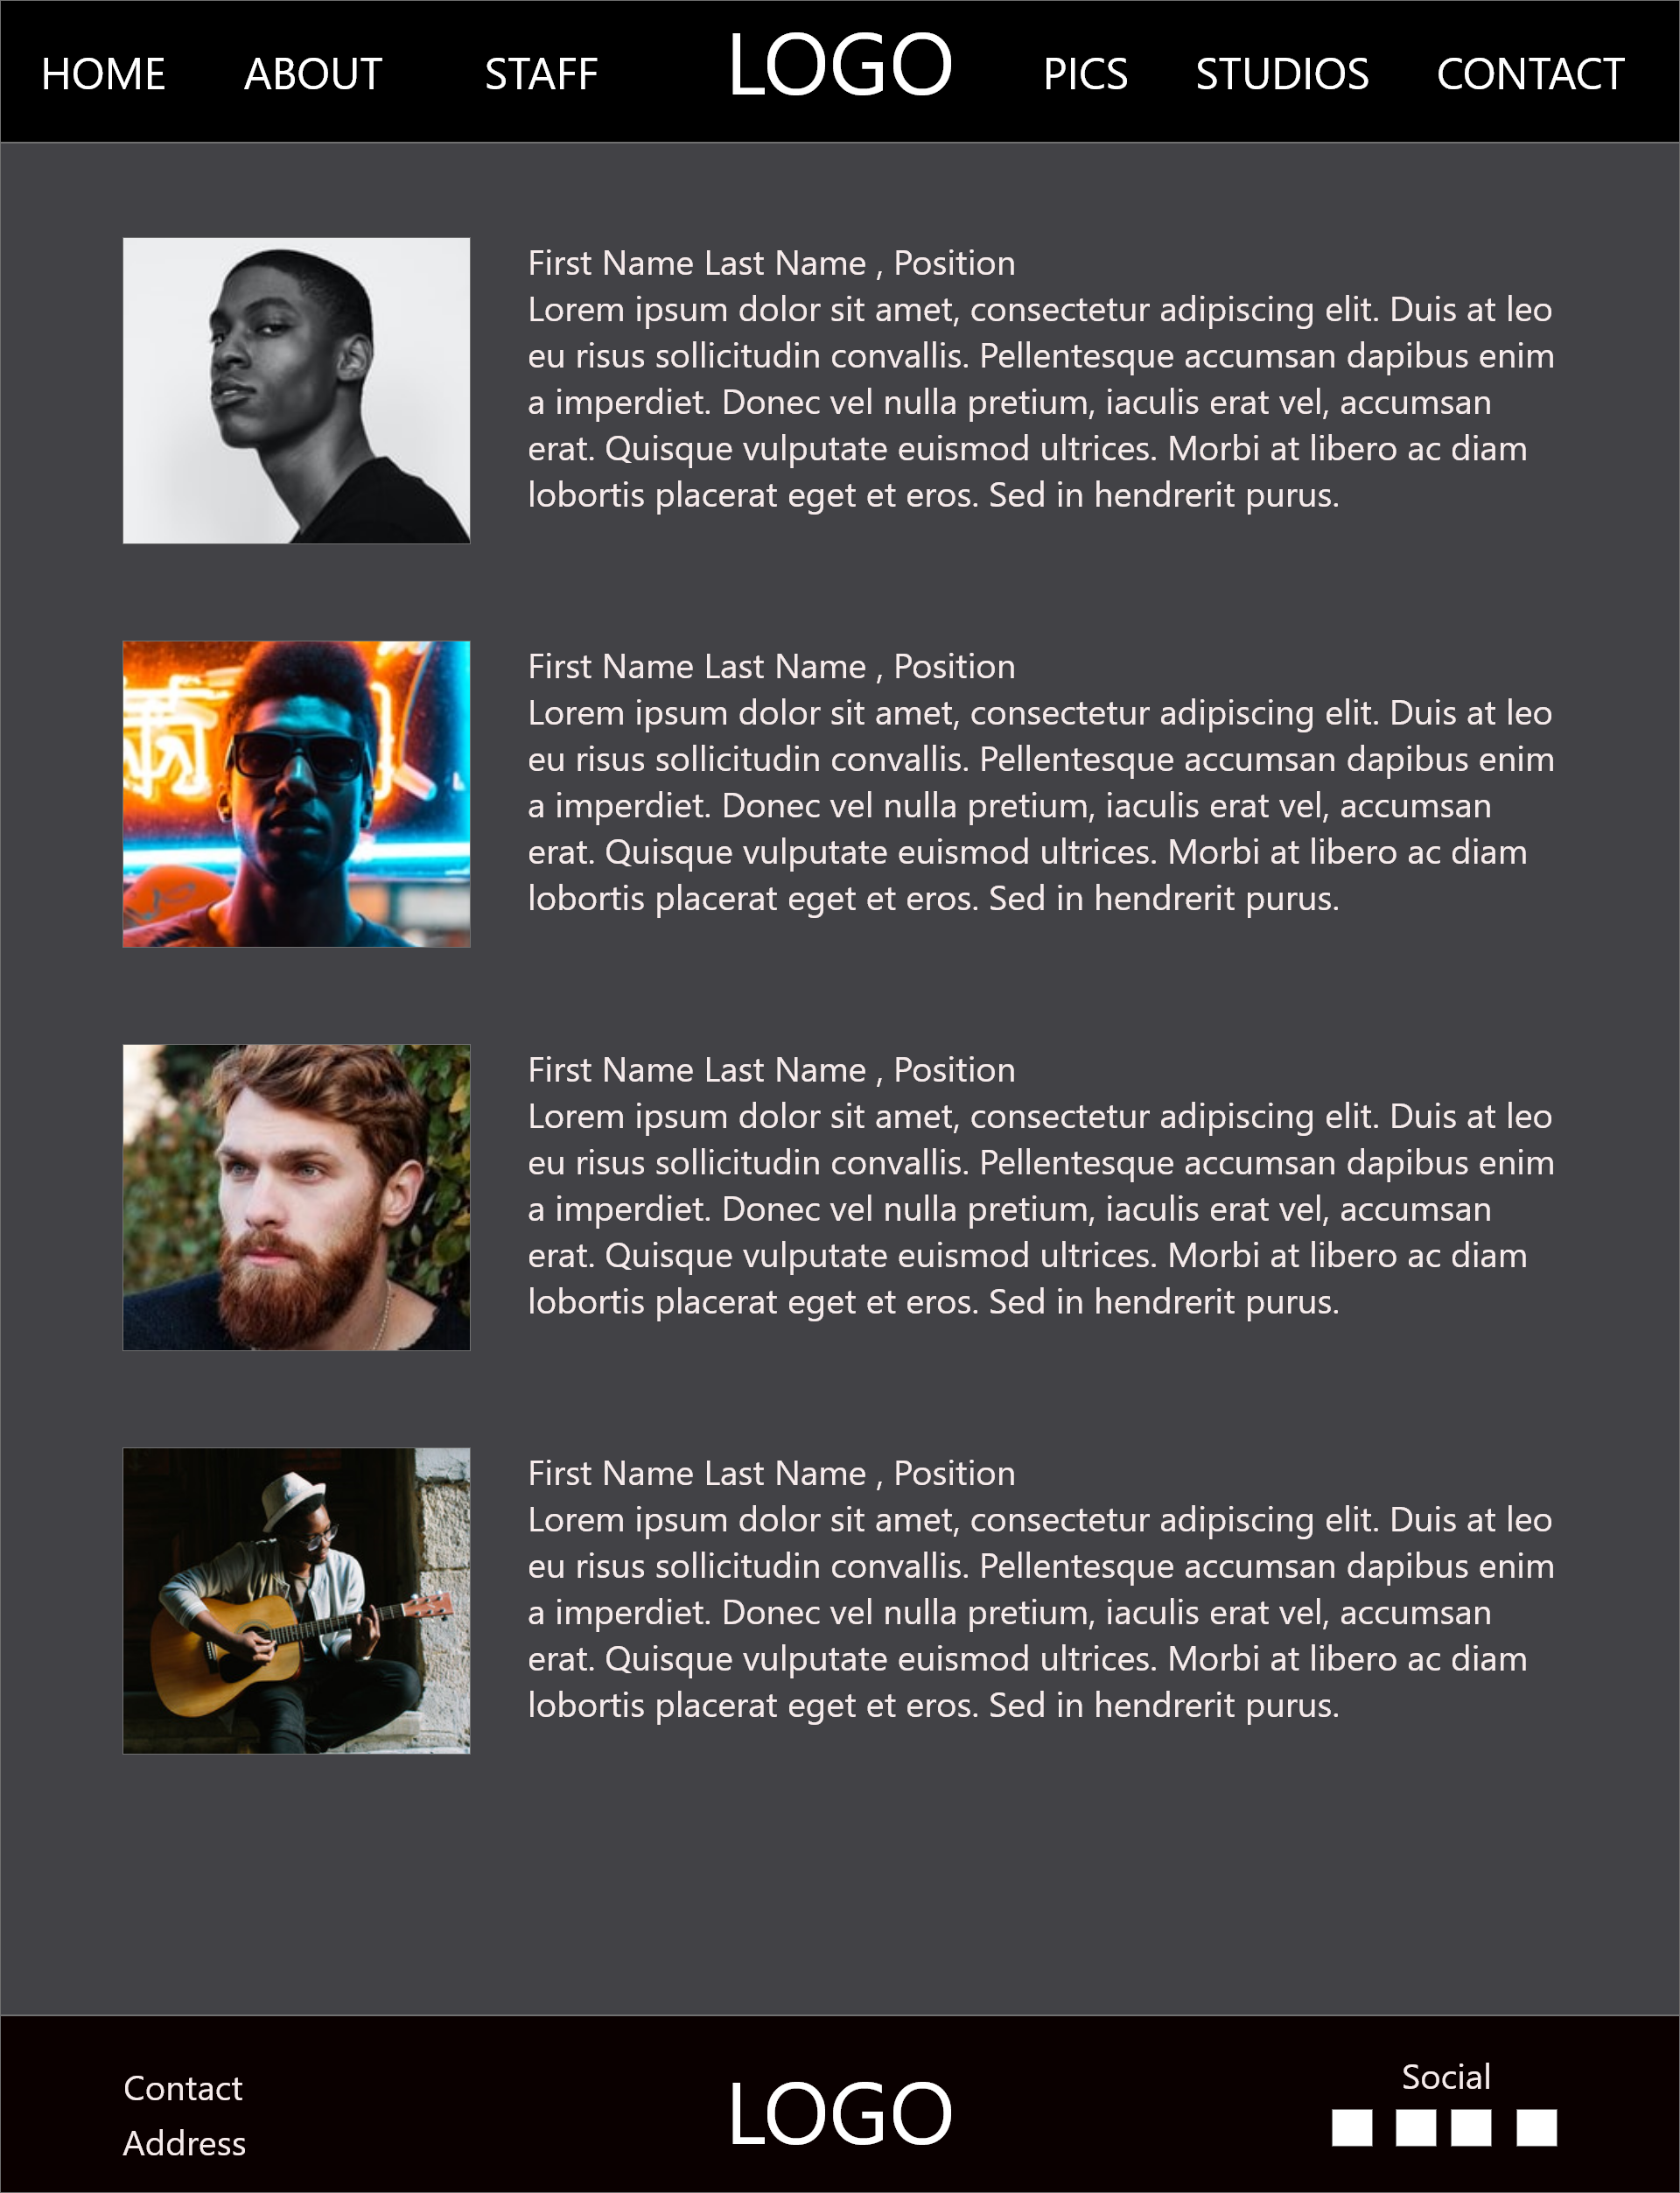 HOME ABOUT STAFF LOGO PICS STUDIOS CONTACT
First Name Last Name , Position
Lorem ipsum dolor sit amet, consectetur adipiscing elit. Duis at leo
eu risus sollicitudin convallis. Pellentesque accumsan dapibus enim
a imperdiet. Donec vel nulla pretium, iaculis erat vel, accumsan
erat. Quisque vulputate euismod ultrices. Morbi at libero ac diam
lobortis placerat eget et eros. Sed in hendrerit purus.
First Name Last Name , Position
Lorem ipsum dolor sit amet, consectetur adipiscing elit. Duis at leo
eu risus sollicitudin convallis. Pellentesque accumsan dapibus enim
a imperdiet. Donec vel nulla pretium, iaculis erat vel, accumsan
erat. Quisque vulputate euismod ultrices. Morbi at libero ac diam
lobortis placerat eget et eros. Sed in hendrerit purus.
First Name Last Name , Position
Lorem ipsum dolor sit amet, consectetur adipiscing elit. Duis at leo
eu risus sollicitudin convallis. Pellentesque accumsan dapibus enim
a imperdiet. Donec vel nulla pretium, iaculis erat vel, accumsan
erat. Quisque vulputate euismod ultrices. Morbi at libero ac diam
lobortis placerat eget et eros. Sed in hendrerit purus.
First Name Last Name , Position
Lorem ipsum dolor sit amet, consectetur adipiscing elit. Duis at leo
eu risus sollicitudin convallis. Pellentesque accumsan dapibus enim
a imperdiet. Donec vel nulla pretium, iaculis erat vel, accumsan
erat. Quisque vulputate euismod ultrices. Morbi at libero ac diam
lobortis placerat eget et eros. Sed in hendrerit purus.
Contact
Address
LOGO
Social